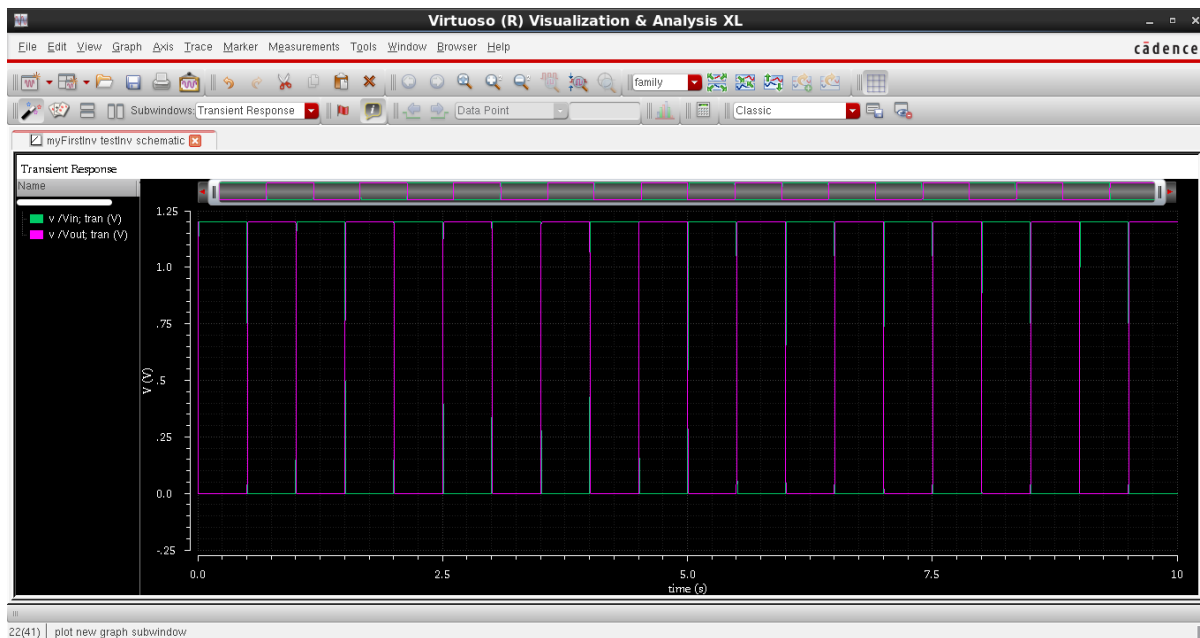 Virtuoso (R) Visualization & Analysis XL
File Edit View Graph Axis Trace Marker Measurements Tools Window Browser Help
cādence
family
Subwindows: Transient Response
Data Point
Classic
myFirstInv testInv schematic
Transient Response
Name
v /Vin; tran (V)
v /Vout; tran (V)
1.25
1.0
.75
.5
.25
0.0
-.25
V (V)
0.0 2.5 5.0 7.5 10
time (s)
22(41) plot new graph subwindow